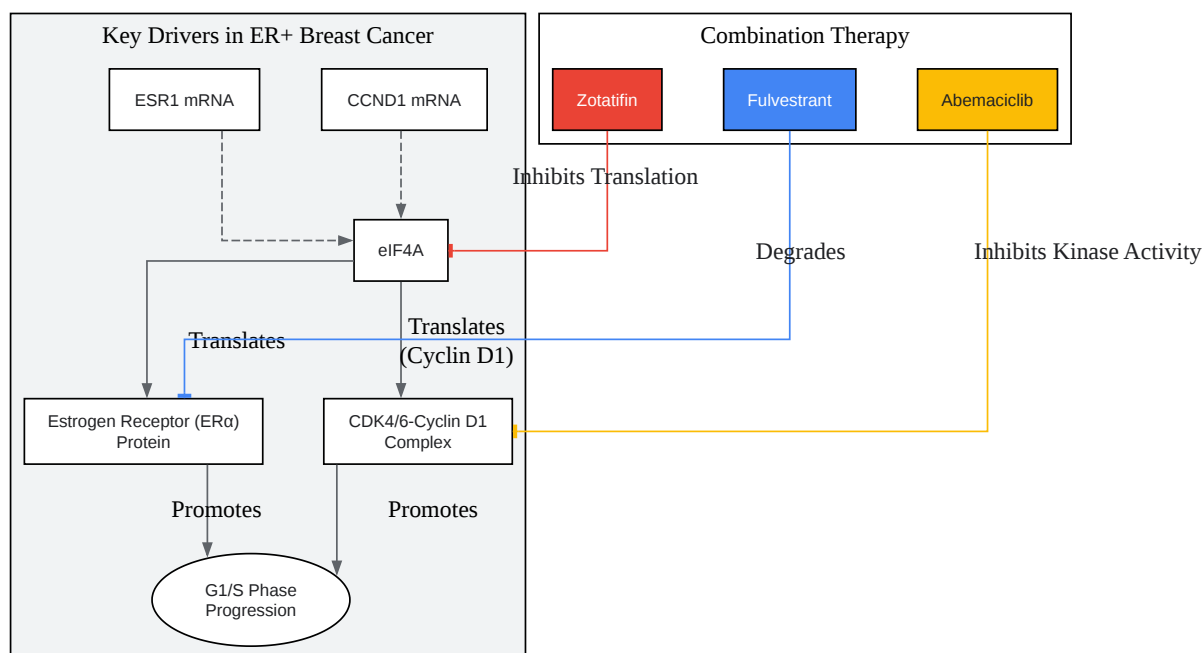 Key Drivers in ER+ Breast Cancer
Combination Therapy
ESR1 mRNA
CCND1 mRNA
Zotatifin
Fulvestrant
Abemaciclib
Inhibits Translation
eIF4A
Degrades
Inhibits Kinase Activity
Translates
Translates
(Cyclin D1)
Estrogen Receptor (ERα)
Protein
CDK4/6-Cyclin D1
Complex
Promotes
Promotes
G1/S Phase
Progression